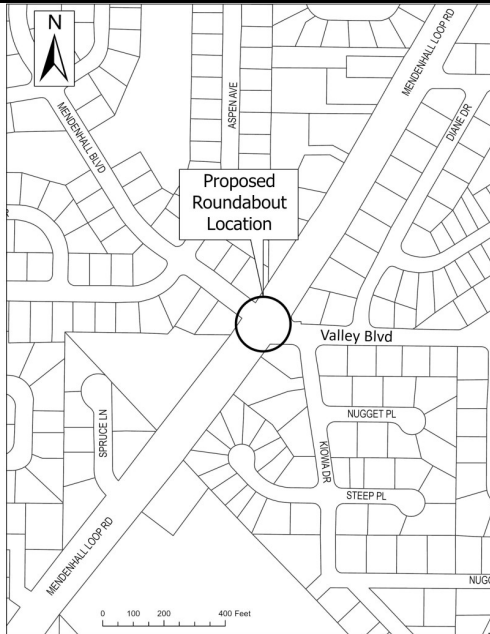 N
MENDENHALL LOOP RD
MENDENHALL BLVD
ASPEN AVE
DIANE DR
Proposed
Roundabout
Location
Valley Blvd
NUGGET PL
SPRUCE LN
KIOWA DR
STEEP PL
MENDENHALL LOOP RD
NUGG
0 100 200 400 Feet